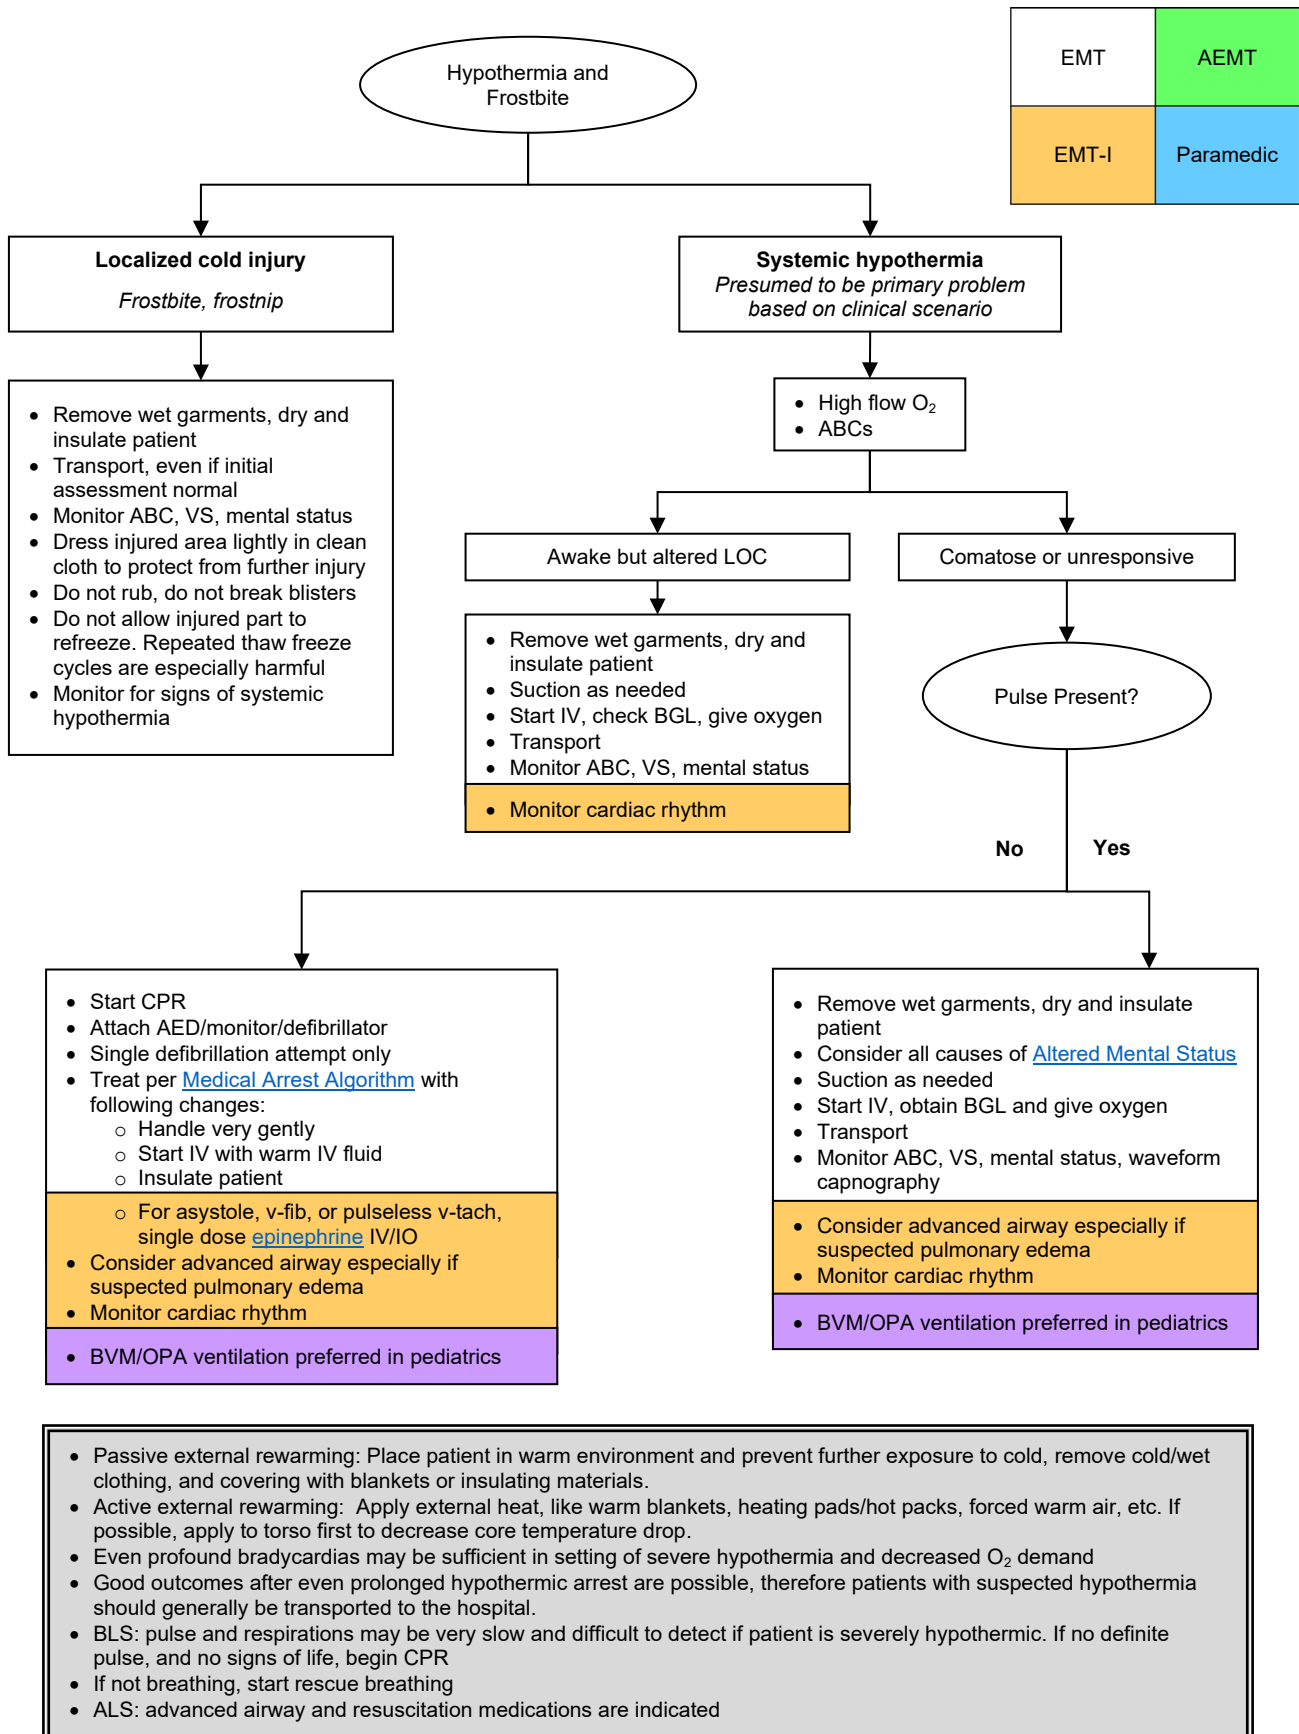 Hypothermia and
Frostbite
EMT
AEMT
EMT-I
Paramedic
Localized cold injury
Frostbite, frostnip
Systemic hypothermia
Presumed to be primary problem
based on clinical scenario
• Remove wet garments, dry and
insulate patient
• Transport, even if initial
assessment normal
• Monitor ABC, VS, mental status
• Dress injured area lightly in clean
cloth to protect from further injury
• Do not rub, do not break blisters
• Do not allow injured part to
refreeze. Repeated thaw freeze
cycles are especially harmful
• Monitor for signs of systemic
hypothermia
• High flow O₂
• ABCs
Awake but altered LOC
Comatose or unresponsive
• Remove wet garments, dry and
insulate patient
• Suction as needed
• Start IV, check BGL, give oxygen
• Transport
• Monitor ABC, VS, mental status
• Monitor cardiac rhythm
Pulse Present?
No
Yes
• Start CPR
• Attach AED/monitor/defibrillator
• Single defibrillation attempt only
• Treat per Medical Arrest Algorithm with
following changes:
o Handle very gently
o Start IV with warm IV fluid
o Insulate patient
o For asystole, v-fib, or pulseless v-tach,
single dose epinephrine IV/IO
• Consider advanced airway especially if
suspected pulmonary edema
• Monitor cardiac rhythm
• BVM/OPA ventilation preferred in pediatrics
• Remove wet garments, dry and insulate
patient
• Consider all causes of Altered Mental Status
• Suction as needed
• Start IV, obtain BGL and give oxygen
• Transport
• Monitor ABC, VS, mental status, waveform
capnography
• Consider advanced airway especially if
suspected pulmonary edema
• Monitor cardiac rhythm
• BVM/OPA ventilation preferred in pediatrics
• Passive external rewarming: Place patient in warm environment and prevent further exposure to cold, remove cold/wet
clothing, and covering with blankets or insulating materials.
• Active external rewarming: Apply external heat, like warm blankets, heating pads/hot packs, forced warm air, etc. If
possible, apply to torso first to decrease core temperature drop.
• Even profound bradycardias may be sufficient in setting of severe hypothermia and decreased O₂ demand
• Good outcomes after even prolonged hypothermic arrest are possible, therefore patients with suspected hypothermia
should generally be transported to the hospital.
• BLS: pulse and respirations may be very slow and difficult to detect if patient is severely hypothermic. If no definite
pulse, and no signs of life, begin CPR
• If not breathing, start rescue breathing
• ALS: advanced airway and resuscitation medications are indicated